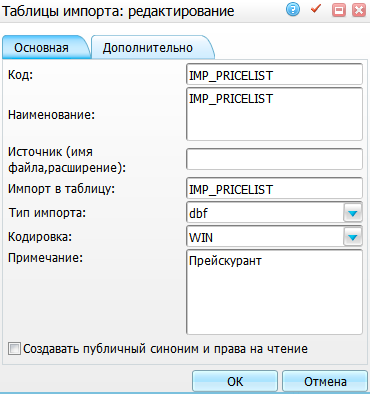 Таблицы импорта: редактирование
Основная
Дополнительно
Код:
IMP_PRICELIST
Наименование:
IMP_PRICELIST
Источник (имя
файла,расширение):
Импорт в таблицу:
IMP_PRICELIST
Тип импорта:
dbf
Кодировка:
WIN
Примечание:
Прейскурант
Создавать публичный синоним и права на чтение
ОК
Отмена